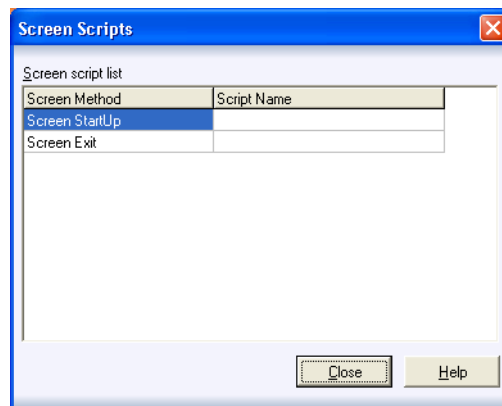 Screen Scripts
Screen script list
Screen Method Script Name
Screen StartUp
Screen Exit
Close Help